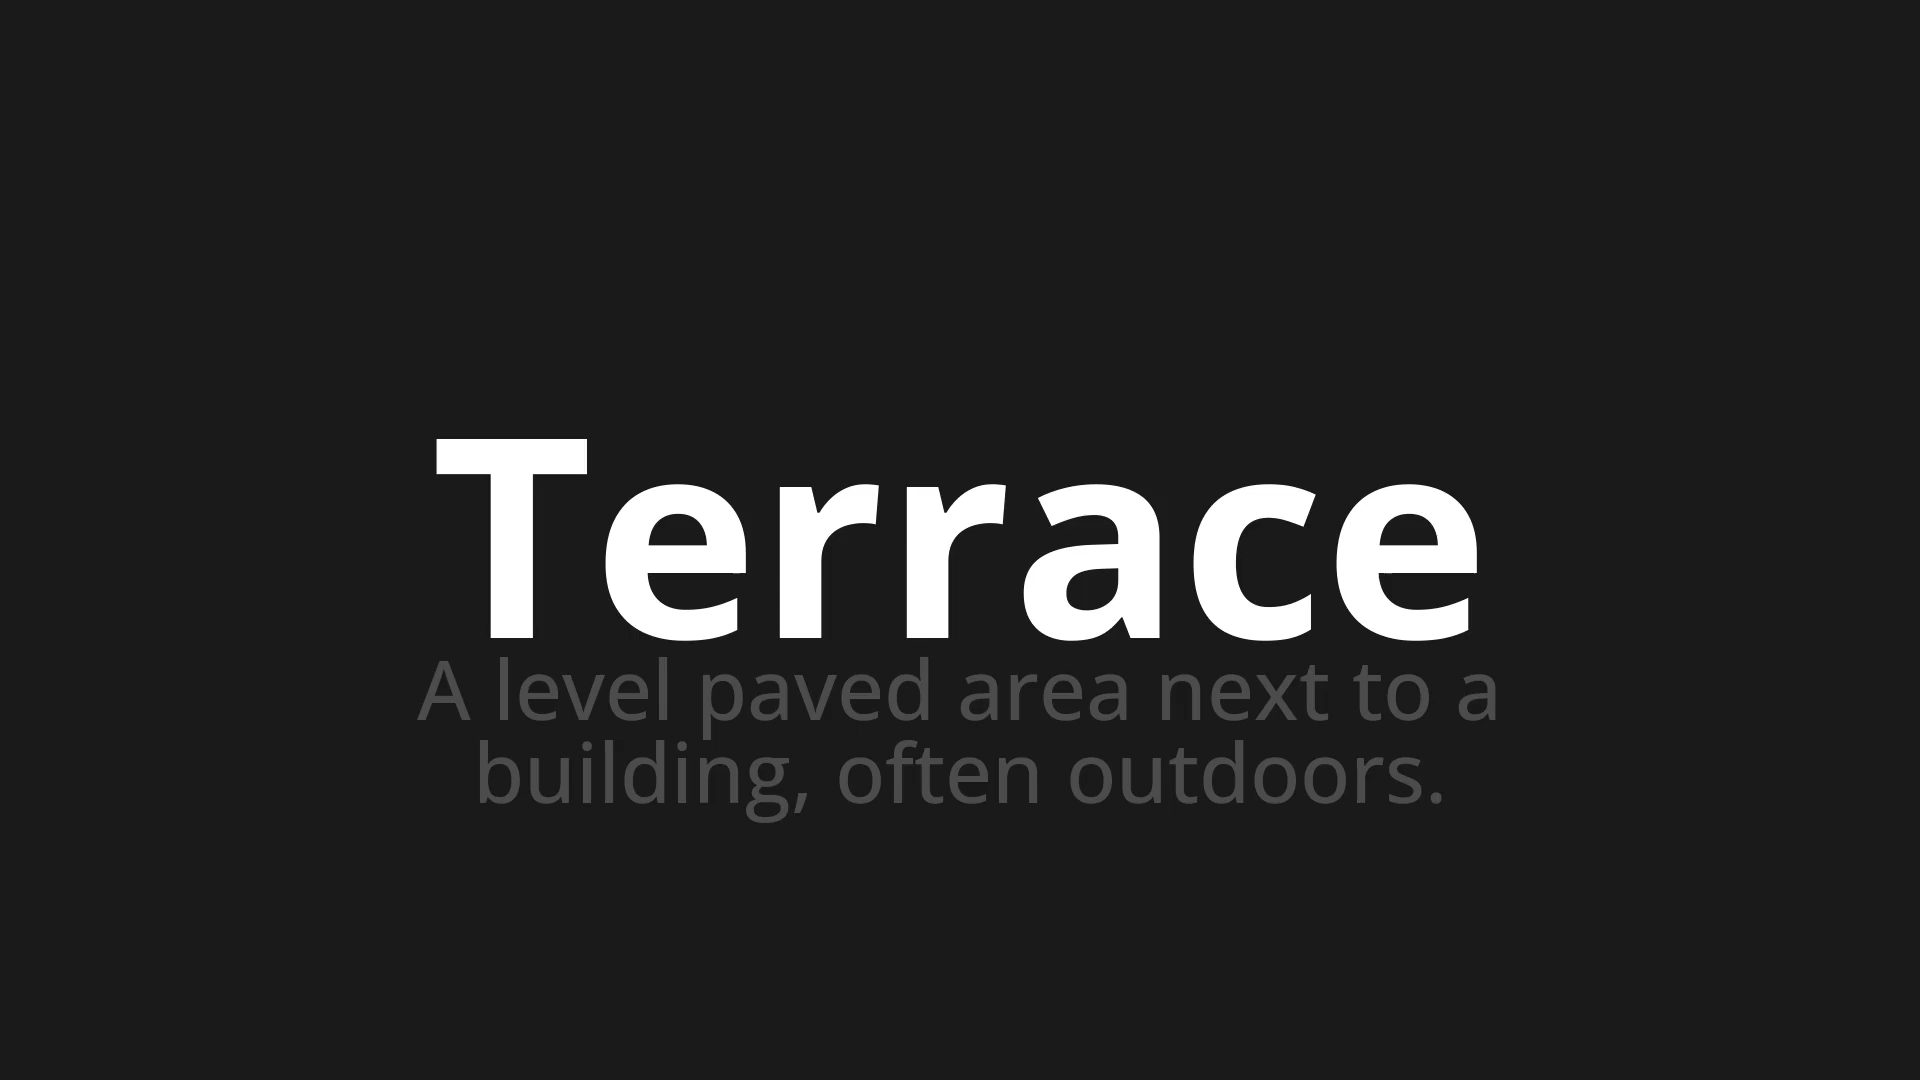 Terrace
A level paved area next to a
building, often outdoors.